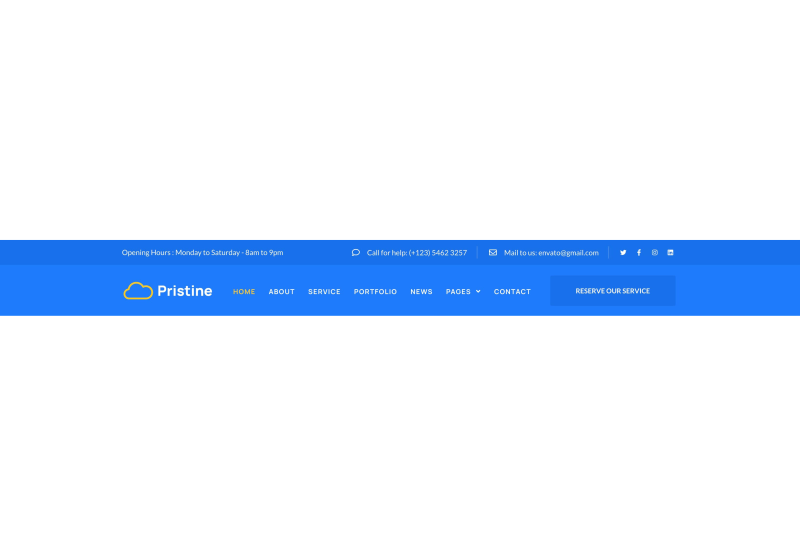 Opening Hours : Monday to Saturday - 8am to 9pm
Call for help: (+123) 5462 3257
Mail to us: envato@gmail.com
Pristine
HOME ABOUT SERVICE PORTFOLIO NEWS PAGES CONTACT
RESERVE OUR SERVICE